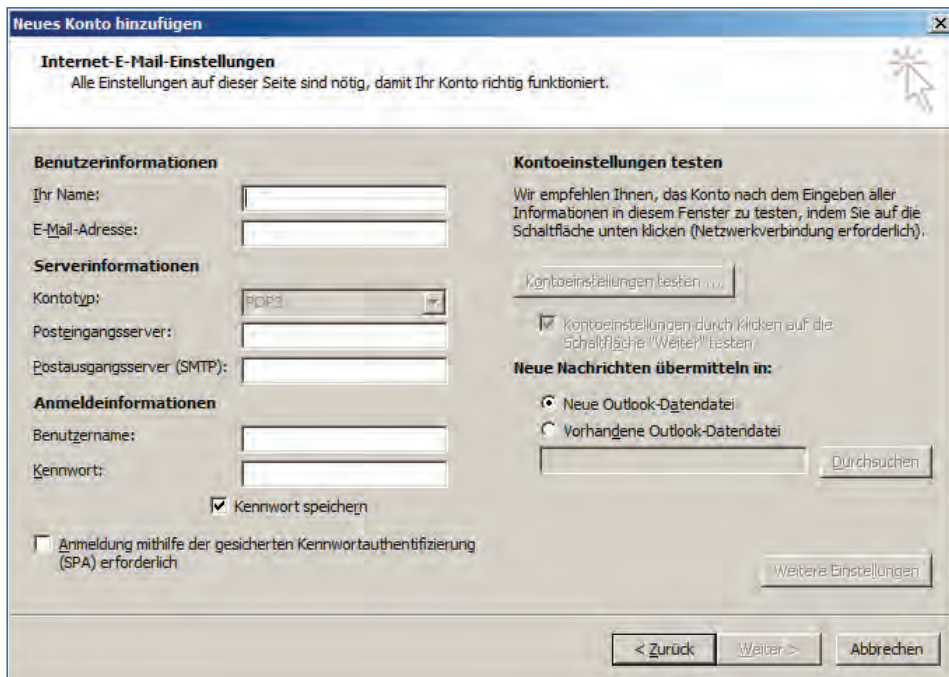 Neues Konto hinzufügen
Internet-E-Mail-Einstellungen
Alle Einstellungen auf dieser Seite sind nötig, damit Ihr Konto richtig funktioniert.
Benutzerinformationen
Ihr Name:
E-Mail-Adresse:
Serverinformationen
Kontotyp:
POP3
Posteingangsserver:
Postausgangsserver (SMTP):
Anmeldeinformationen
Benutzername:
Kennwort:
Kennwort speichern
Anmeldung mithilfe der gesicherten Kennwortauthentifizierung
(SPA) erforderlich
Kontoeinstellungen testen
Wir empfehlen Ihnen, das Konto nach dem Eingeben aller
Informationen in diesem Fenster zu testen, indem Sie auf die
Schaltfläche unten klicken (Netzwerkverbindung erforderlich).
Kontoeinstellungen testen ...
Kontoeinstellungen durch Klicken auf die
Schaltfläche "Weiter" testen
Neue Nachrichten übermitteln in:
Neue Outlook-Datendatei
Vorhandene Outlook-Datendatei
Durchsuchen
Weitere Einstellungen
< Zurück
Weiter >
Abbrechen